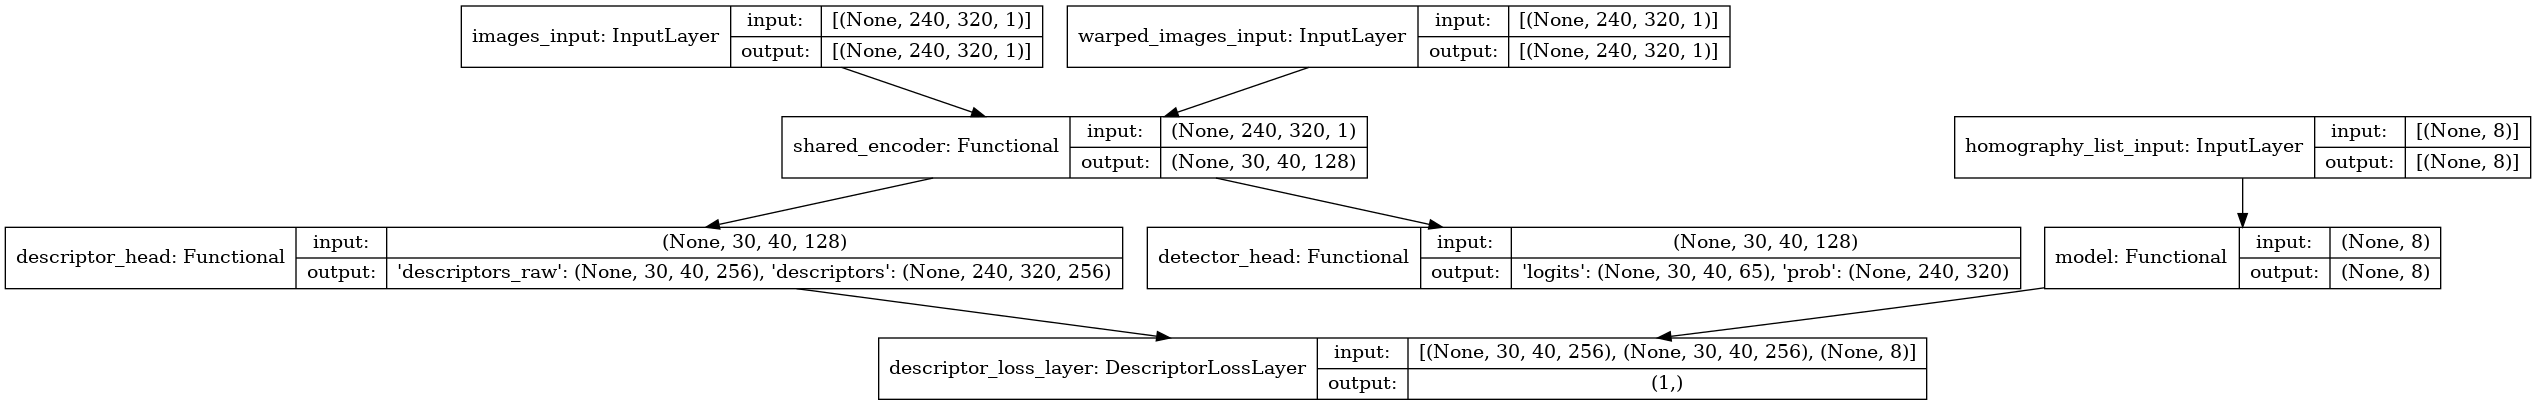 images_input: InputLayer
input:
[(None, 240, 320, 1)]
output:
[(None, 240, 320, 1)]
warped_images_input: InputLayer
input:
[(None, 240, 320, 1)]
output:
[(None, 240, 320, 1)]
shared_encoder: Functional
input:
(None, 240, 320, 1)
output:
(None, 30, 40, 128)
homography_list_input: InputLayer
input:
[(None, 8)]
output:
[(None, 8)]
descriptor_head: Functional
input:
(None, 30, 40, 128)
output:
'descriptors_raw': (None, 30, 40, 256), 'descriptors': (None, 240, 320, 256)
detector_head: Functional
input:
(None, 30, 40, 128)
output:
'logits': (None, 30, 40, 65), 'prob': (None, 240, 320)
model: Functional
input:
(None, 8)
output:
(None, 8)
descriptor_loss_layer: DescriptorLossLayer
input:
[(None, 30, 40, 256), (None, 30, 40, 256), (None, 8)]
output:
(1,)